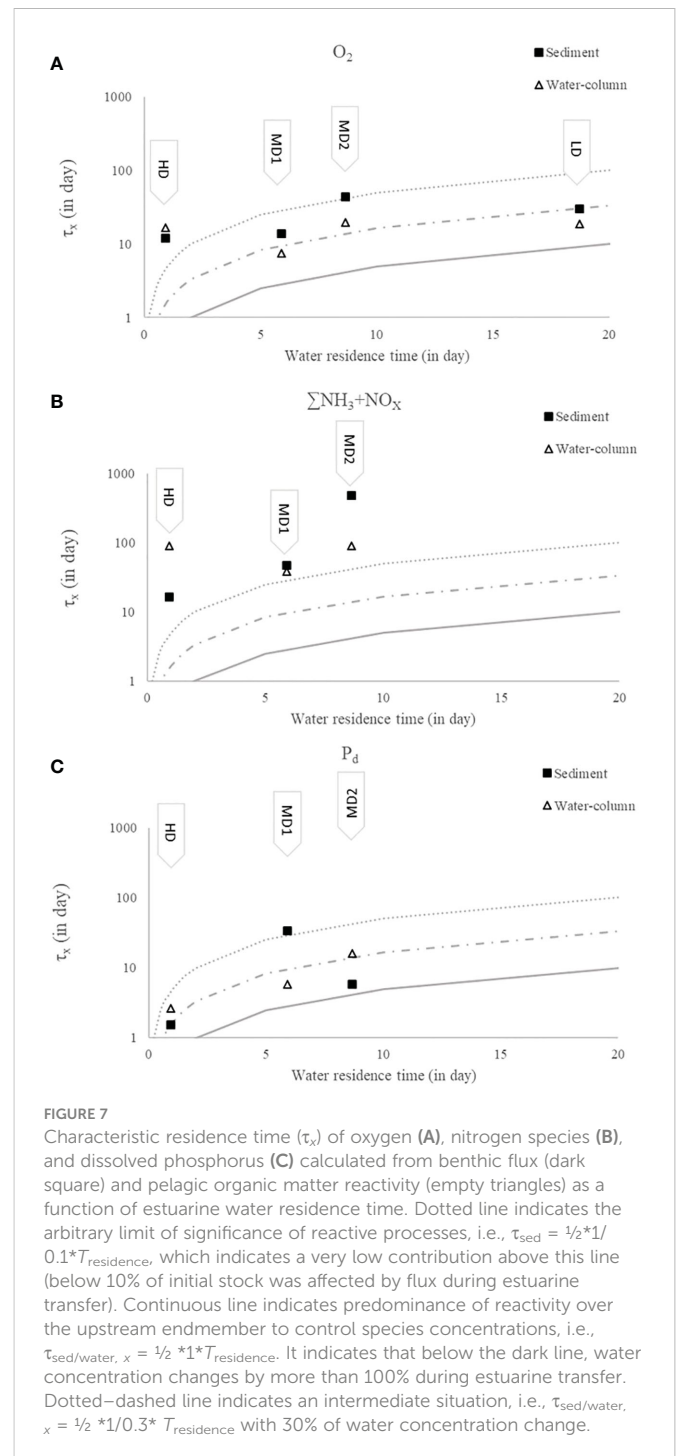 A
O2
■ Sediment
△ Water-column
1000
100
10
1
τx (in day)
HD
MD1
MD2
LD
0 5 10 15 20
Water residence time (in day)
B
∑NH3+NOX
■ Sediment
△ Water-column
1000
100
10
1
τx (in day)
HD
MD1
MD2
0 5 10 15 20
Water residence time (in day)
C
Pd
■ Sediment
△ Water-column
1000
100
10
1
τx (in day)
HD
MD1
MD2
0 5 10 15 20
Water residence time (in day)
FIGURE 7
Characteristic residence time (τx) of oxygen (A), nitrogen species (B),
and dissolved phosphorus (C) calculated from benthic flux (dark
square) and pelagic organic matter reactivity (empty triangles) as a
function of estuarine water residence time. Dotted line indicates the
arbitrary limit of significance of reactive processes, i.e., τsed = ½*1/
0.1*Tresidence, which indicates a very low contribution above this line
(below 10% of initial stock was affected by flux during estuarine
transfer). Continuous line indicates predominance of reactivity over
the upstream endmember to control species concentrations, i.e.,
τsed/water, x = ½ *1*Tresidence. It indicates that below the dark line, water
concentration changes by more than 100% during estuarine transfer.
Dotted–dashed line indicates an intermediate situation, i.e., τsed/water,
x = ½ *1/0.3* Tresidence with 30% of water concentration change.